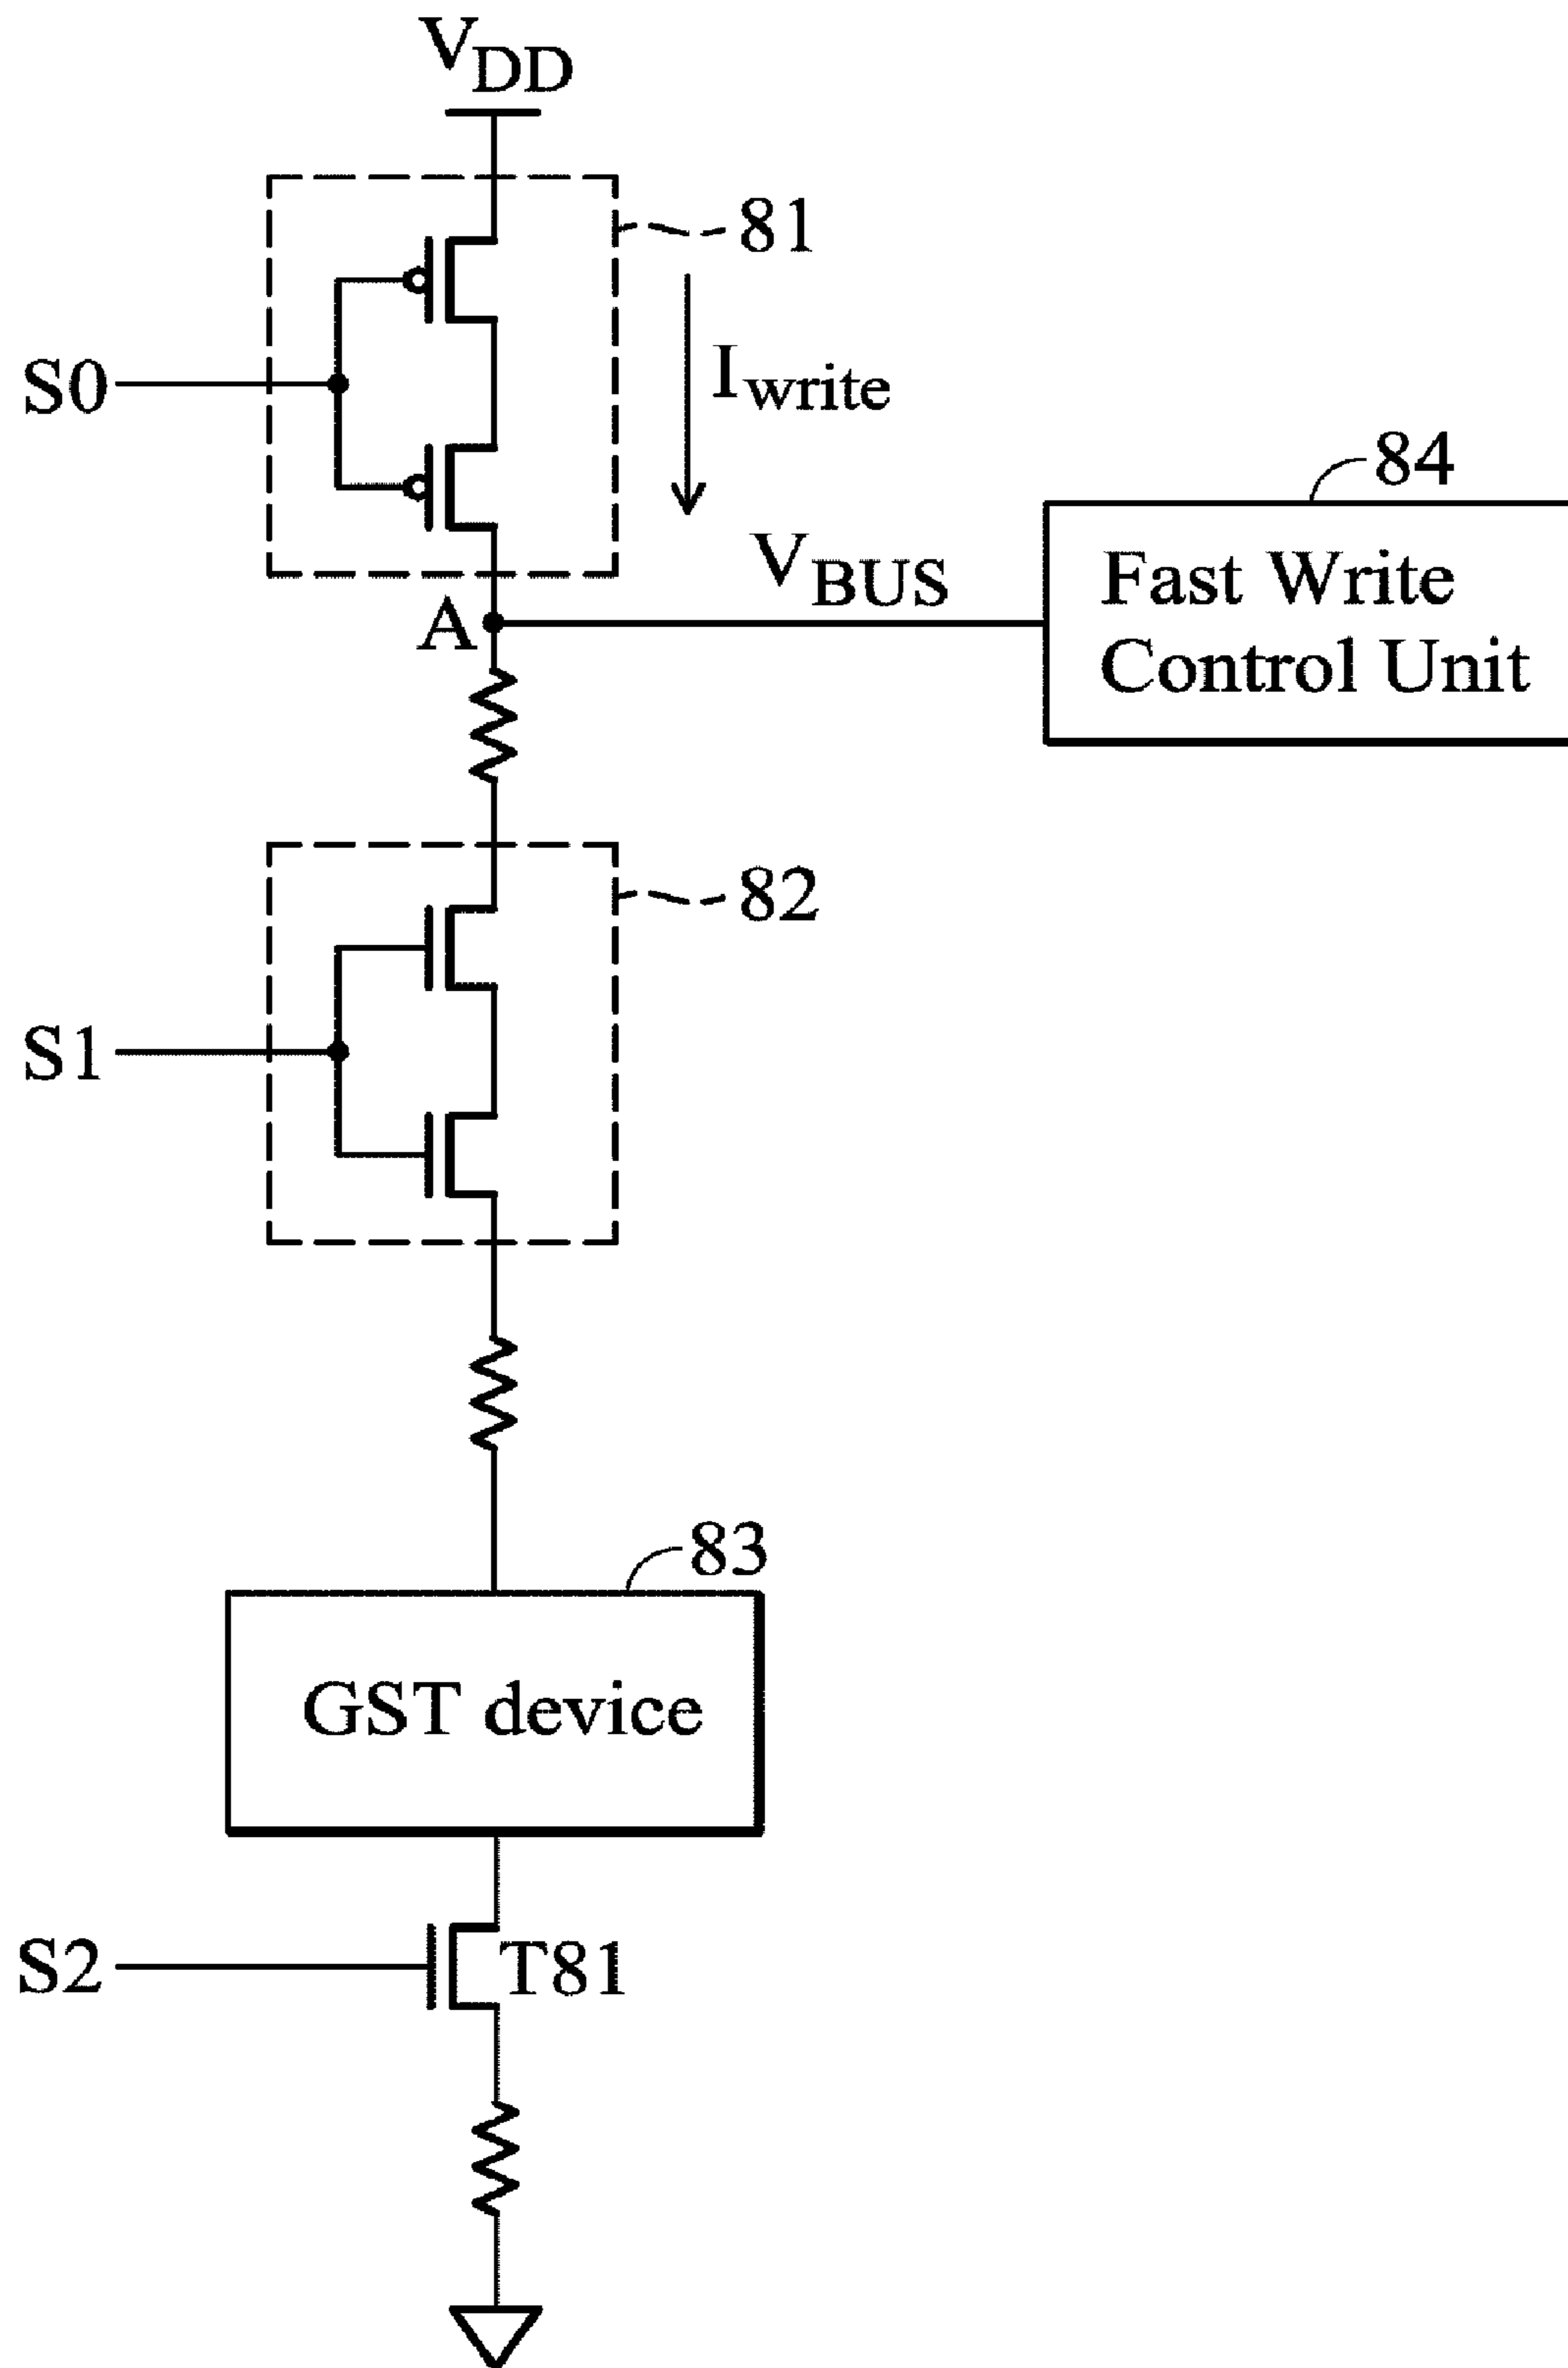 VDD
81
S0
Iwrite
84
VBUS
Fast Write
Control Unit
A
82
S1
83
GST device
S2
T81